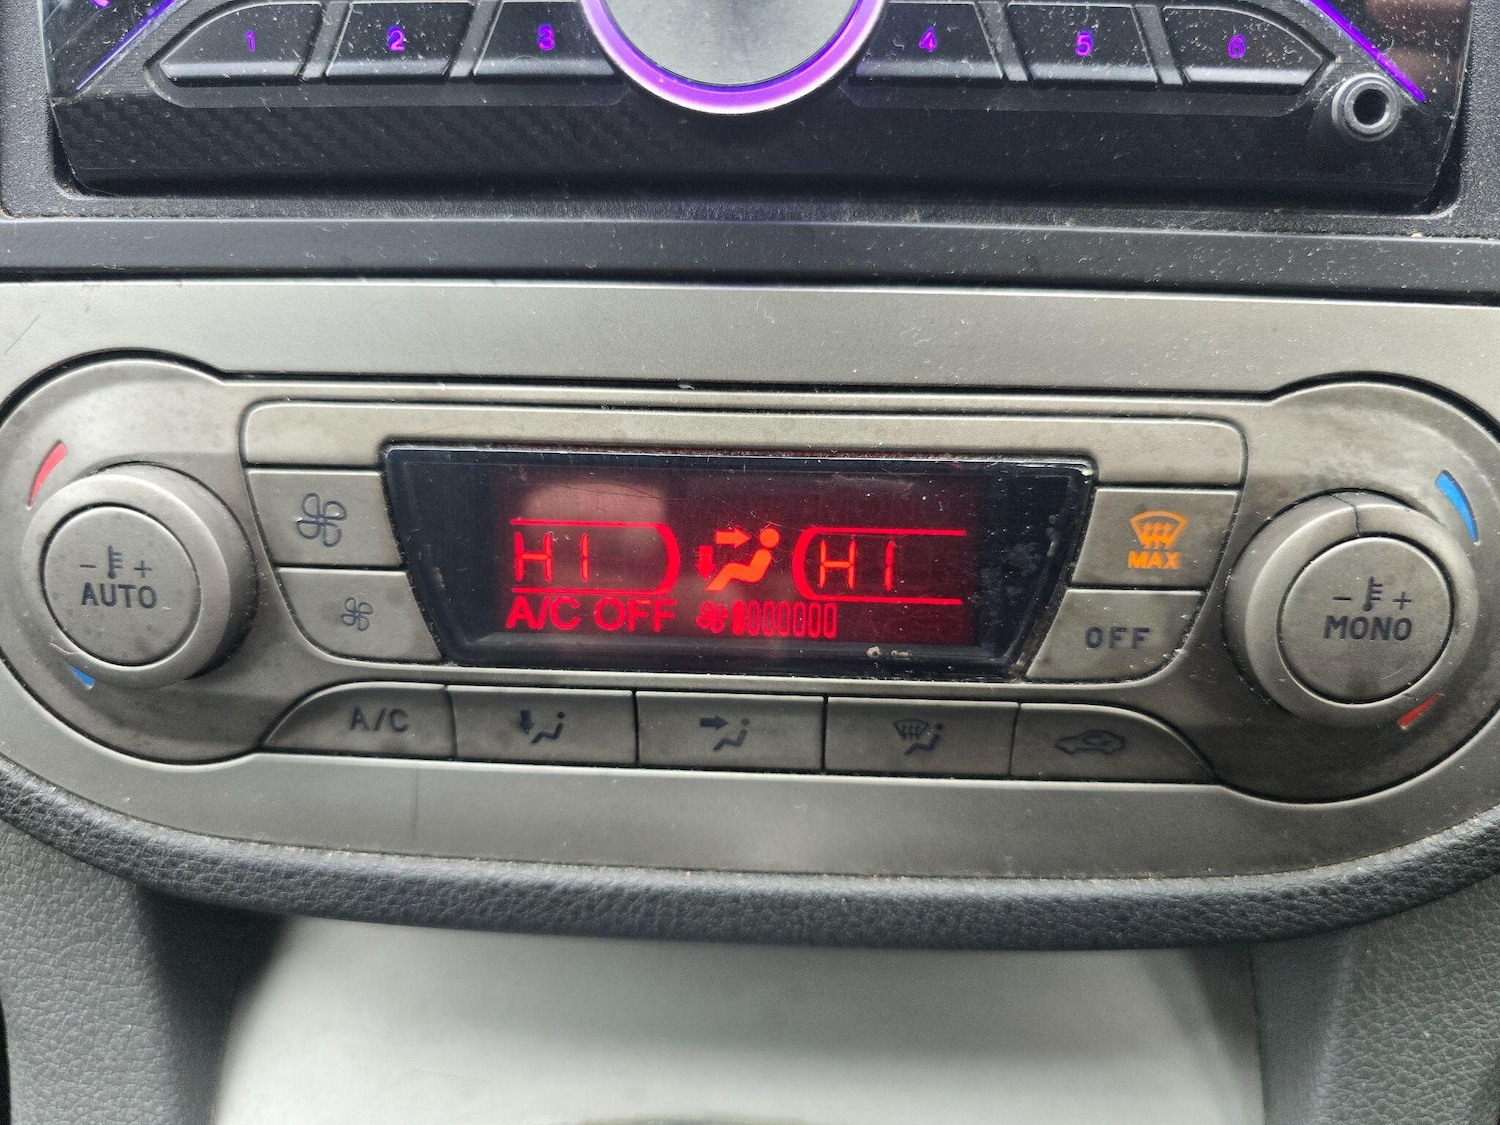 1 2 3 4 5 6
HI HI
A/C OFF
- + AUTO
MAX
OFF
- + MONO
A/C